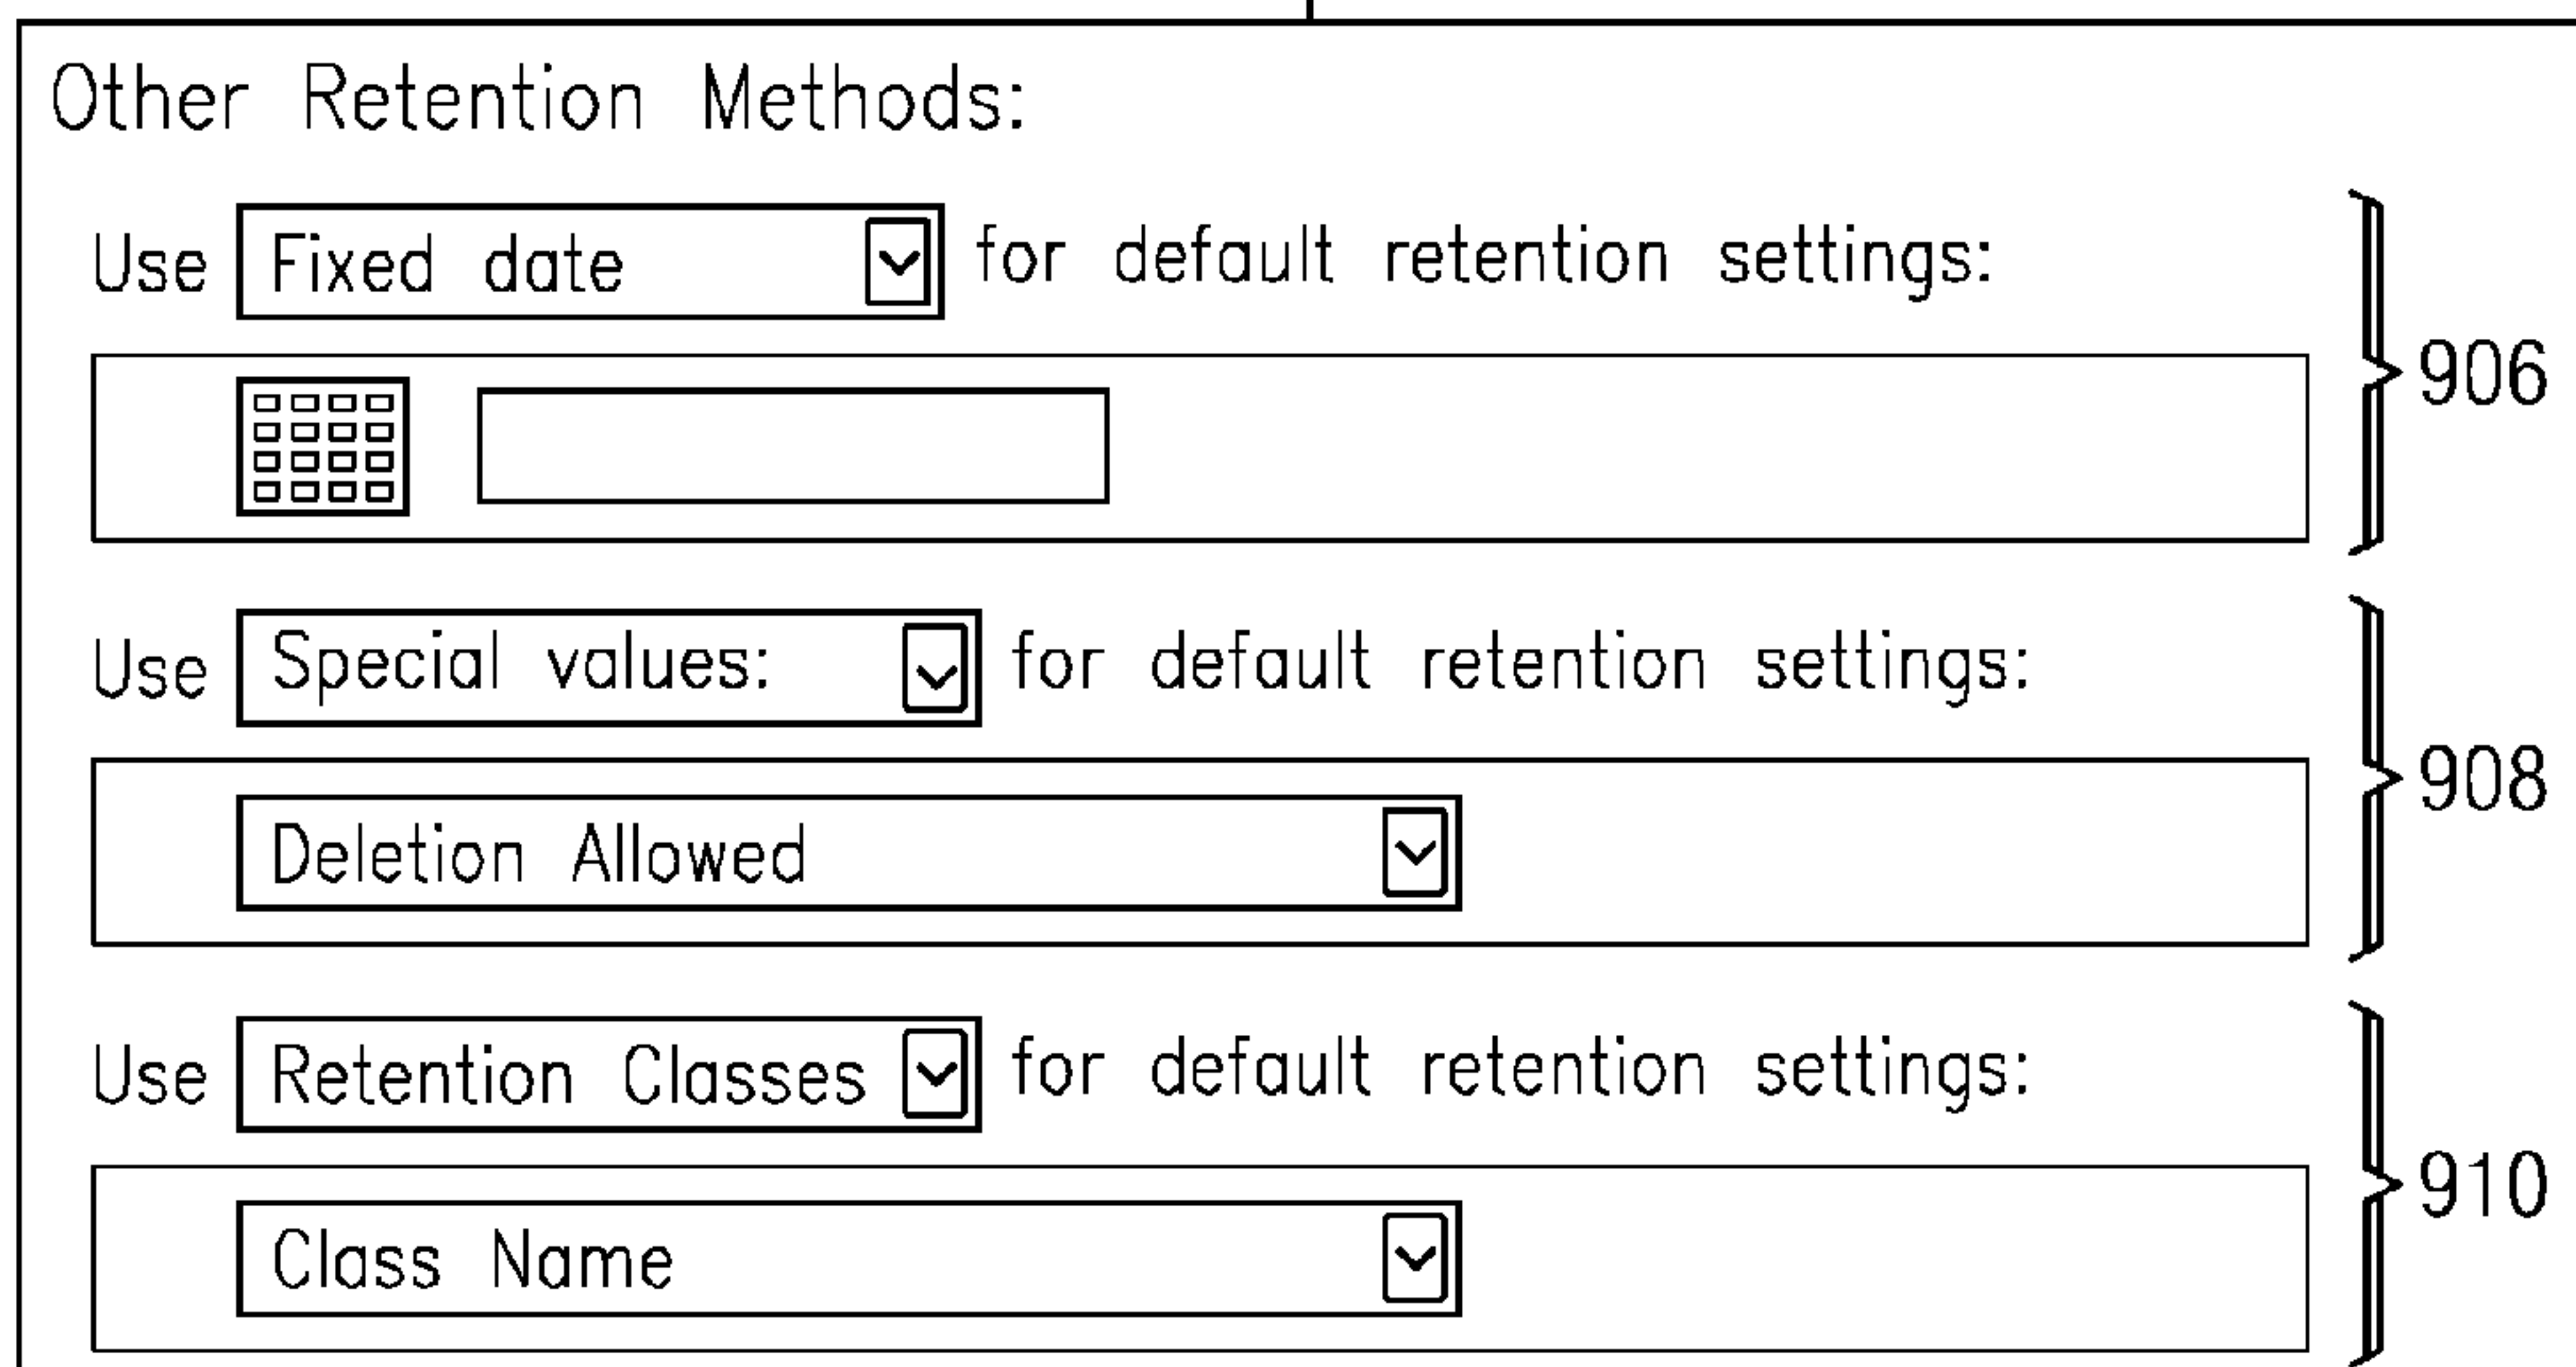 Other Retention Methods:
Use Fixed date for default retention settings:
906
Use Special values: for default retention settings:
Deletion Allowed
908
Use Retention Classes for default retention settings:
Class Name
910